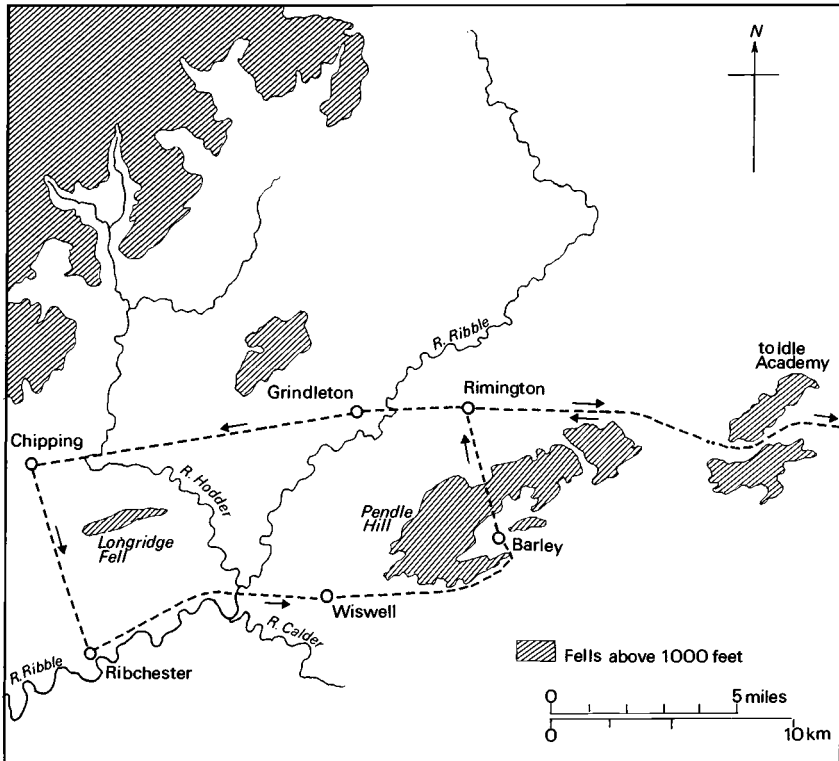 N
R. Ribble
to Idle
Academy
Grindleton
Rimington
Chipping
R. Hodder
Pendle
Hill
Longridge
Fell
Barley
Wiswell
R. Calder
R. Ribble
Ribchester
Fells above 1000 feet
0 5 miles
0 10 km